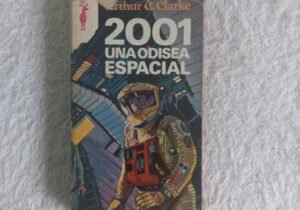 Arthur C. Clarke
2001
UNA ODISEA
ESPACIAL